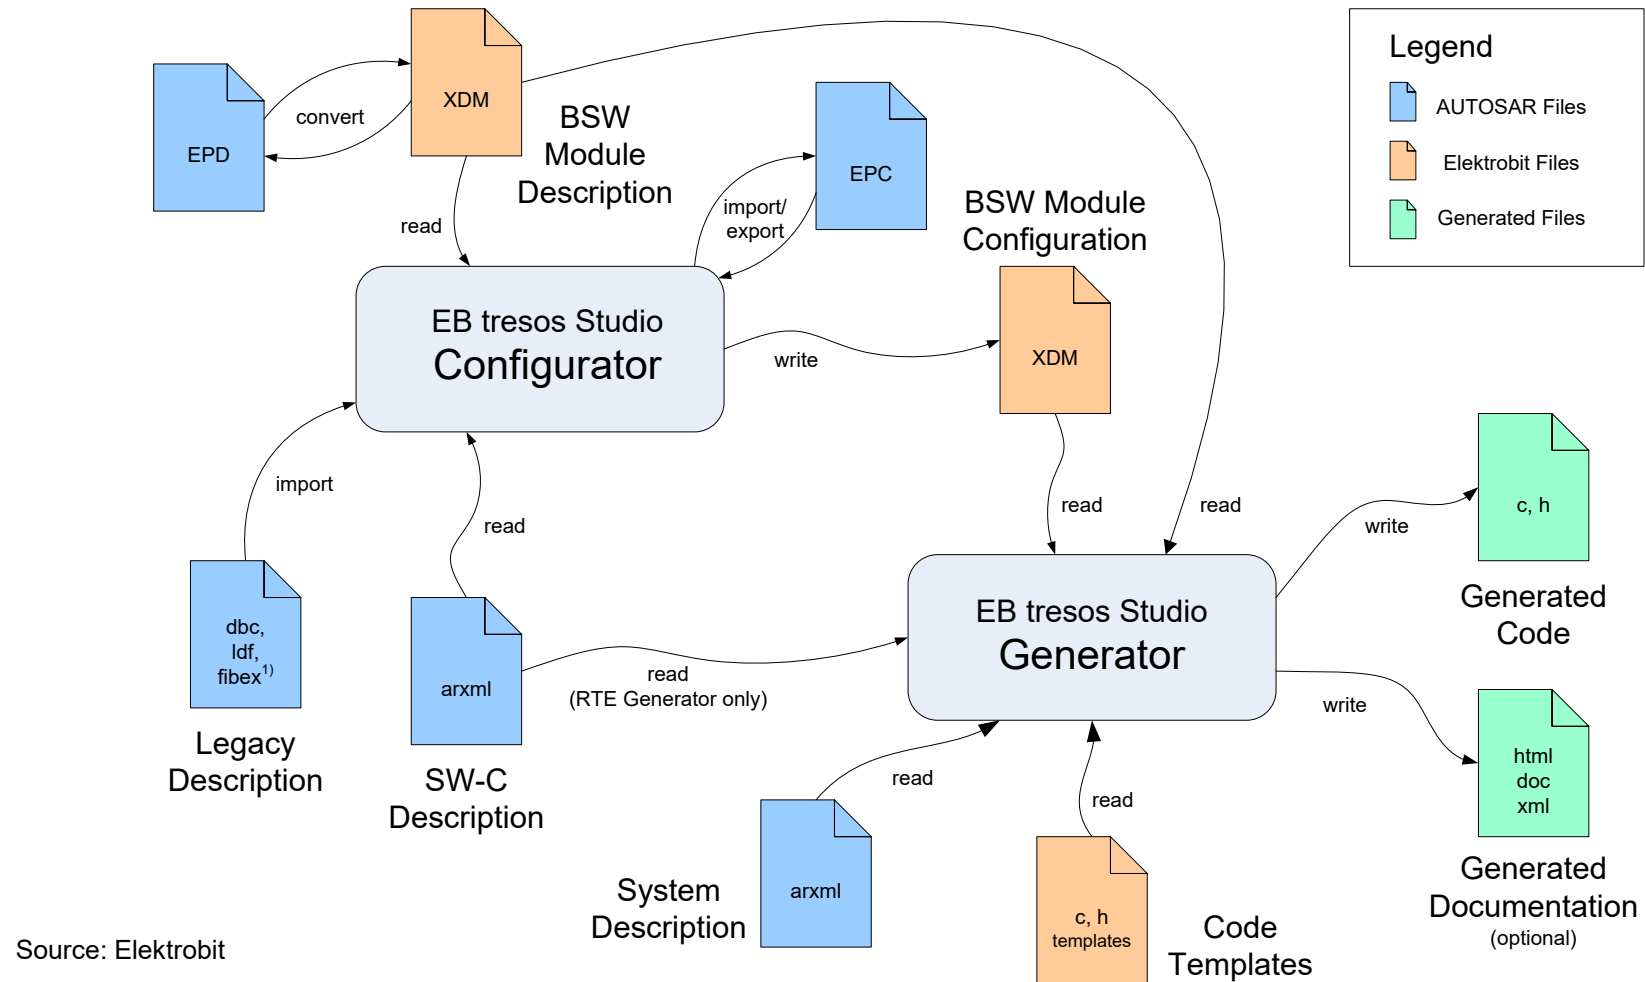 XDM
Legend
convert
EPD
BSW
Module
Description
EPC
AUTOSAR Files
Elektrobit Files
Generated Files
read
import/
export
BSW Module
Configuration
EB tresos Studio
Configurator
write
XDM
import
read
read
read
c, h
write
Generated
Code
dbc,
ldf,
fibex1)
Legacy
Description
arxml
SW-C
Description
read
(RTE Generator only)
EB tresos Studio
Generator
write
html
doc
xml
Generated
Documentation
(optional)
read
read
System
Description
arxml
c, h
templates
Code
Templates
Source: Elektrobit